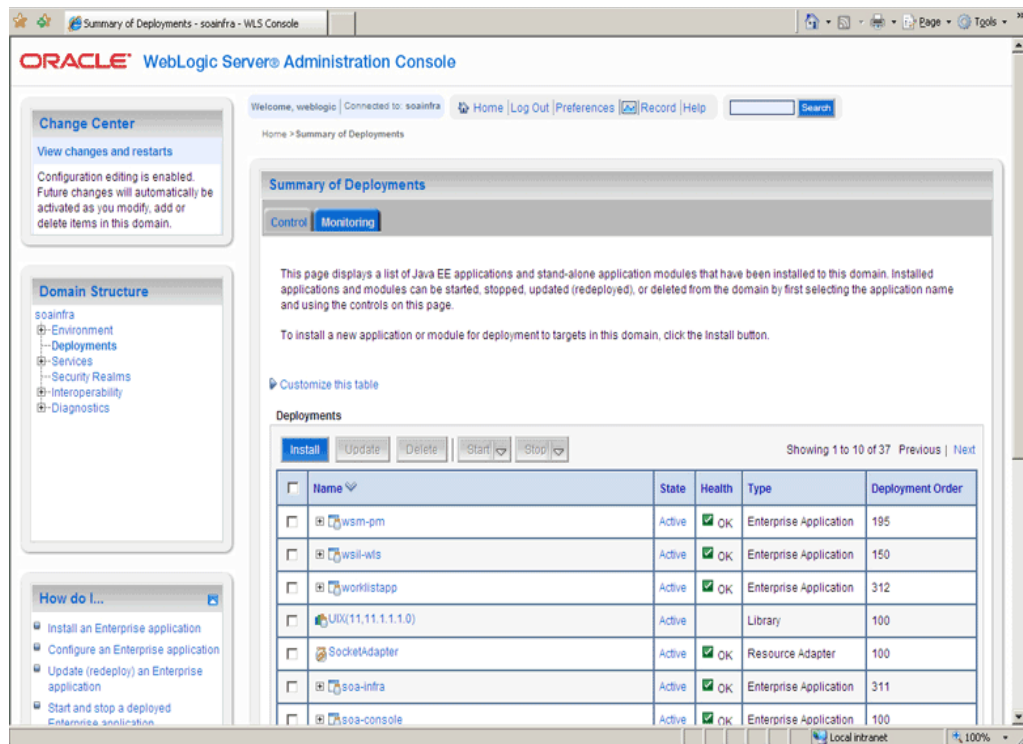 Summary of Deployments - soainfra - WLS Console
Page
Tools
ORACLE® WebLogic Server® Administration Console
Change Center
View changes and restarts
Configuration editing is enabled.
Future changes will automatically be
activated as you modify, add or
delete items in this domain.
Domain Structure
soainfra
Environment
Deployments
Services
Security Realms
Interoperability
Diagnostics
How do I...
Install an Enterprise application
Configure an Enterprise application
Update (redeploy) an Enterprise
application
Start and stop a deployed
Enterprise application
Welcome, weblogic Connected to: soainfra Home Log Out Preferences Record Help Search
Home >Summary of Deployments
Summary of Deployments
Control Monitoring
This page displays a list of Java EE applications and stand-alone application modules that have been installed to this domain. Installed
applications and modules can be started, stopped, updated (redeployed), or deleted from the domain by first selecting the application name
and using the controls on this page.
To install a new application or module for deployment to targets in this domain, click the Install button.
Customize this table
Deployments
Install Update Delete Start Stop Showing 1 to 10 of 37 Previous | Next
Name State Health Type Deployment Order
wsm-pm Active OK Enterprise Application 195
wsil-wls Active OK Enterprise Application 150
worklistapp Active OK Enterprise Application 312
UIX(11,11.1.1.1.0) Active Library 100
SocketAdapter Active OK Resource Adapter 100
soa-infra Active OK Enterprise Application 311
soa-console Active OK Enterprise Application 100
Local intranet 100%